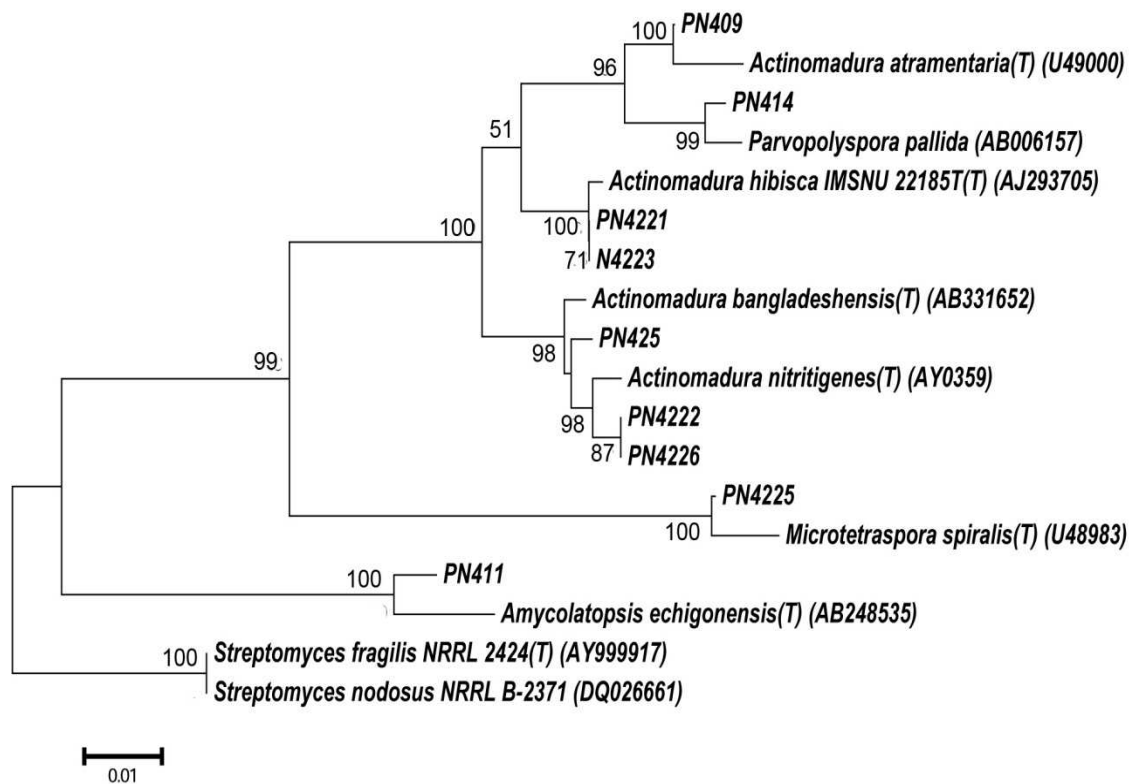 100
PN409
96
Actinomadura atramentaria(T) (U49000)
PN414
51
99
Parvopolyspora pallida (AB006157)
Actinomadura hibisca IMSNU 22185T(T) (AJ293705)
100
100
PN4221
71
N4223
Actinomadura bangladeshensis(T) (AB331652)
98
PN425
99
Actinomadura nitritigenes(T) (AY0359)
98
PN4222
87
PN4226
PN4225
100
Microtetraspora spiralis(T) (U48983)
100
PN411
Amycolatopsis echigonensis(T) (AB248535)
100
Streptomyces fragilis NRRL 2424(T) (AY999917)
Streptomyces nodosus NRRL B-2371 (DQ026661)
0.01